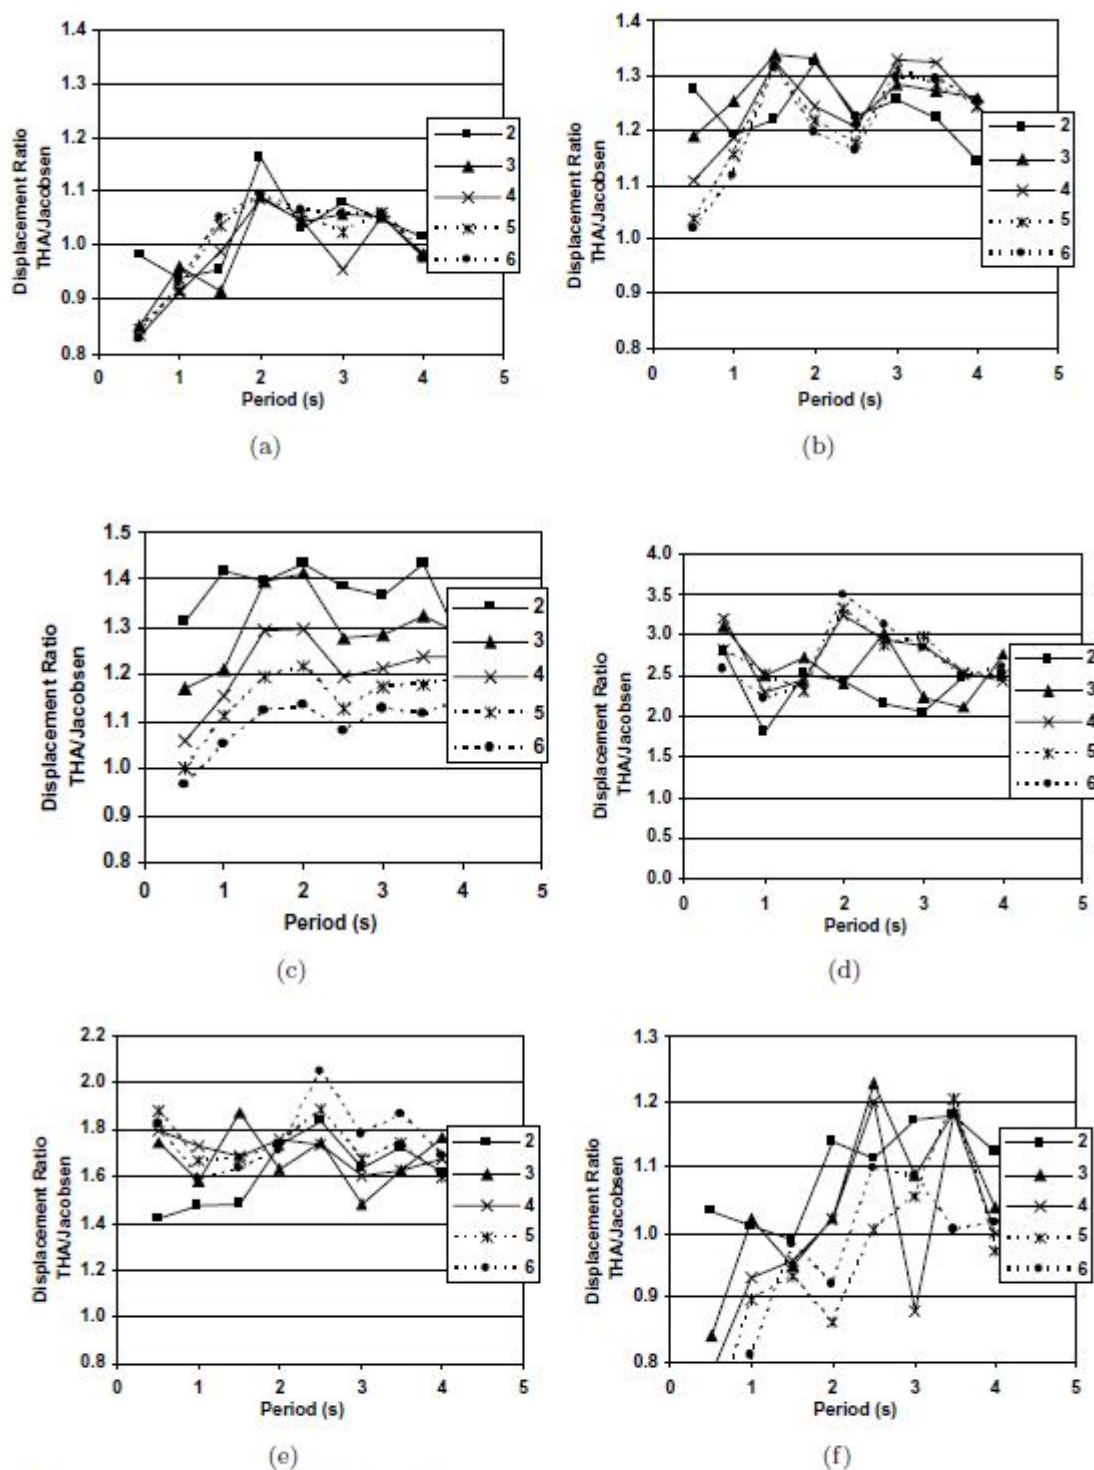 Displacement Ratio
THA/Jacobsen
1.4
1.3
1.2
1.1
1.0
0.9
0.8
0 1 2 3 4 5
Period (s)
2
3
4
5
6
(a)
Displacement Ratio
THA/Jacobsen
1.4
1.3
1.2
1.1
1.0
0.9
0.8
0 1 2 3 4 5
Period (s)
2
3
4
5
6
(b)
Displacement Ratio
THA/Jacobsen
1.5
1.4
1.3
1.2
1.1
1.0
0.9
0.8
0 1 2 3 4 5
Period (s)
2
3
4
5
6
(c)
Displacement Ratio
THA/Jacobsen
4.0
3.5
3.0
2.5
2.0
1.5
1.0
0.5
0.0
0 1 2 3 4 5
Period (s)
2
3
4
5
6
(d)
Displacement Ratio
THA/Jacobsen
2.2
2.0
1.8
1.6
1.4
1.2
1.0
0.8
0 1 2 3 4 5
Period (s)
2
3
4
5
6
(e)
Displacement Ratio
THA/Jacobsen
1.3
1.2
1.1
1.0
0.9
0.8
0 1 2 3 4 5
Period (s)
2
3
4
5
6
(f)